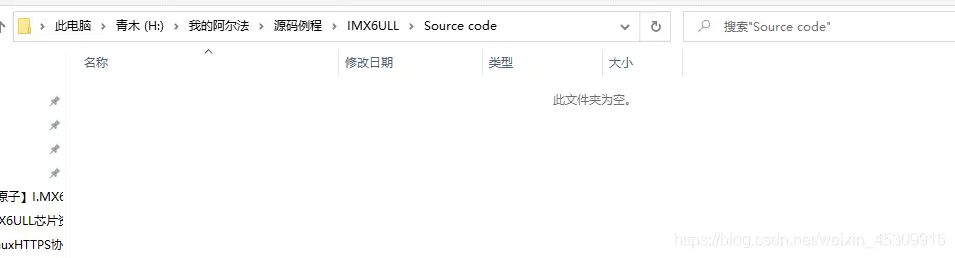 此电脑 > 青木 (H:) > 我的阿尔法 > 源码例程 > IMX6ULL > Source code
搜索"Source code"
名称 修改日期 类型 大小
此文件夹为空。
原子】I.MX6
X6ULL芯片资
uxHTTPS协
https://blog.csdn.net/weixin_45309916